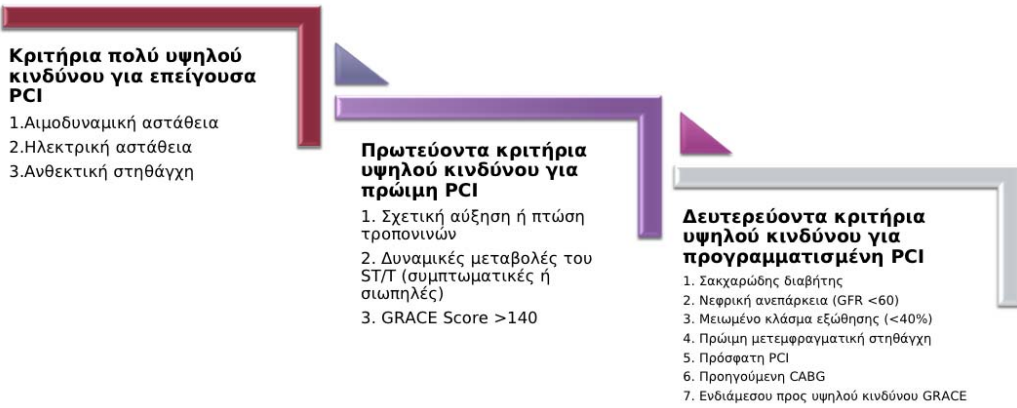 Κριτήρια πολύ υψηλού
κινδύνου για επείγουσα
PCI
1.Αιμοδυναμική αστάθεια
2.Ηλεκτρική αστάθεια
3.Ανθεκτική στηθάγχη
Πρωτεύοντα κριτήρια
υψηλού κινδύνου για
πρώιμη PCI
1. Σχετική αύξηση ή πτώση
τροπονινών
2. Δυναμικές μεταβολές του
ST/T (συμπτωματικές ή
σιωπηλές)
3. GRACE Score >140
Δευτερεύοντα κριτήρια
υψηλού κινδύνου για
προγραμματισμένη PCI
1. Σακχαρώδης διαβήτης
2. Νεφρική ανεπάρκεια (GFR <60)
3. Μειωμένο κλάσμα εξώθησης (<40%)
4. Πρώιμη μετεμφραγματική στηθάγχη
5. Πρόσφατη PCI
6. Προηγούμενη CABG
7. Ενδιάμεσου προς υψηλού κινδύνου GRACE